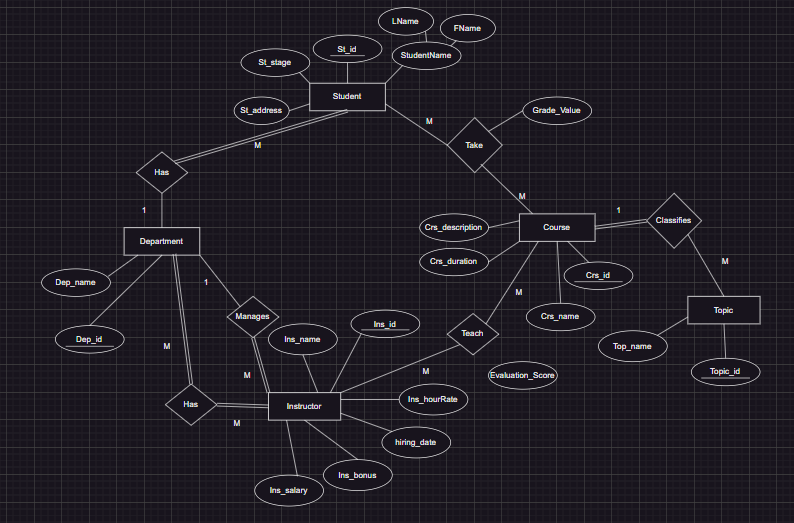 LName
FName
St_id
StudentName
St_stage
Student
St_address
Grade_Value
M
Take
M
Has
M
1
1
Classifies
Crs_description
Course
Department
Crs_duration
M
Crs_id
Dep_name
1
M
Topic
Manages
Crs_name
Ins_id
Teach
Dep_id
Ins_name
M
Top_name
M
M
Topic_id
Evaluation_Score
Has
Instructor
Ins_hourRate
M
hiring_date
Ins_bonus
Ins_salary